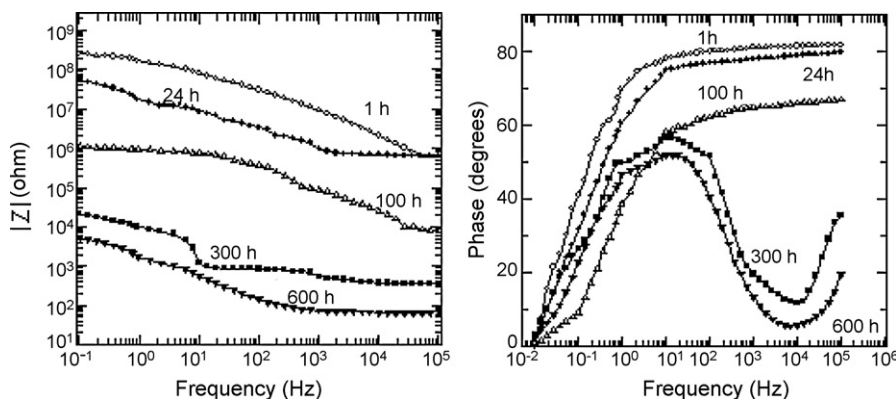 |Z| (ohm)
10⁹
10⁸
10⁷
10⁶
10⁵
10⁴
10³
10²
10¹
1 h
24 h
100 h
300 h
600 h
10⁻¹ 10⁰ 10¹ 10² 10³ 10⁴ 10⁵
Frequency (Hz)
Phase (degrees)
80
60
40
20
0
1h
24h
100 h
300 h
600 h
10⁻² 10⁻¹ 10⁰ 10¹ 10² 10³ 10⁴ 10⁵ 10⁶
Frequency (Hz)